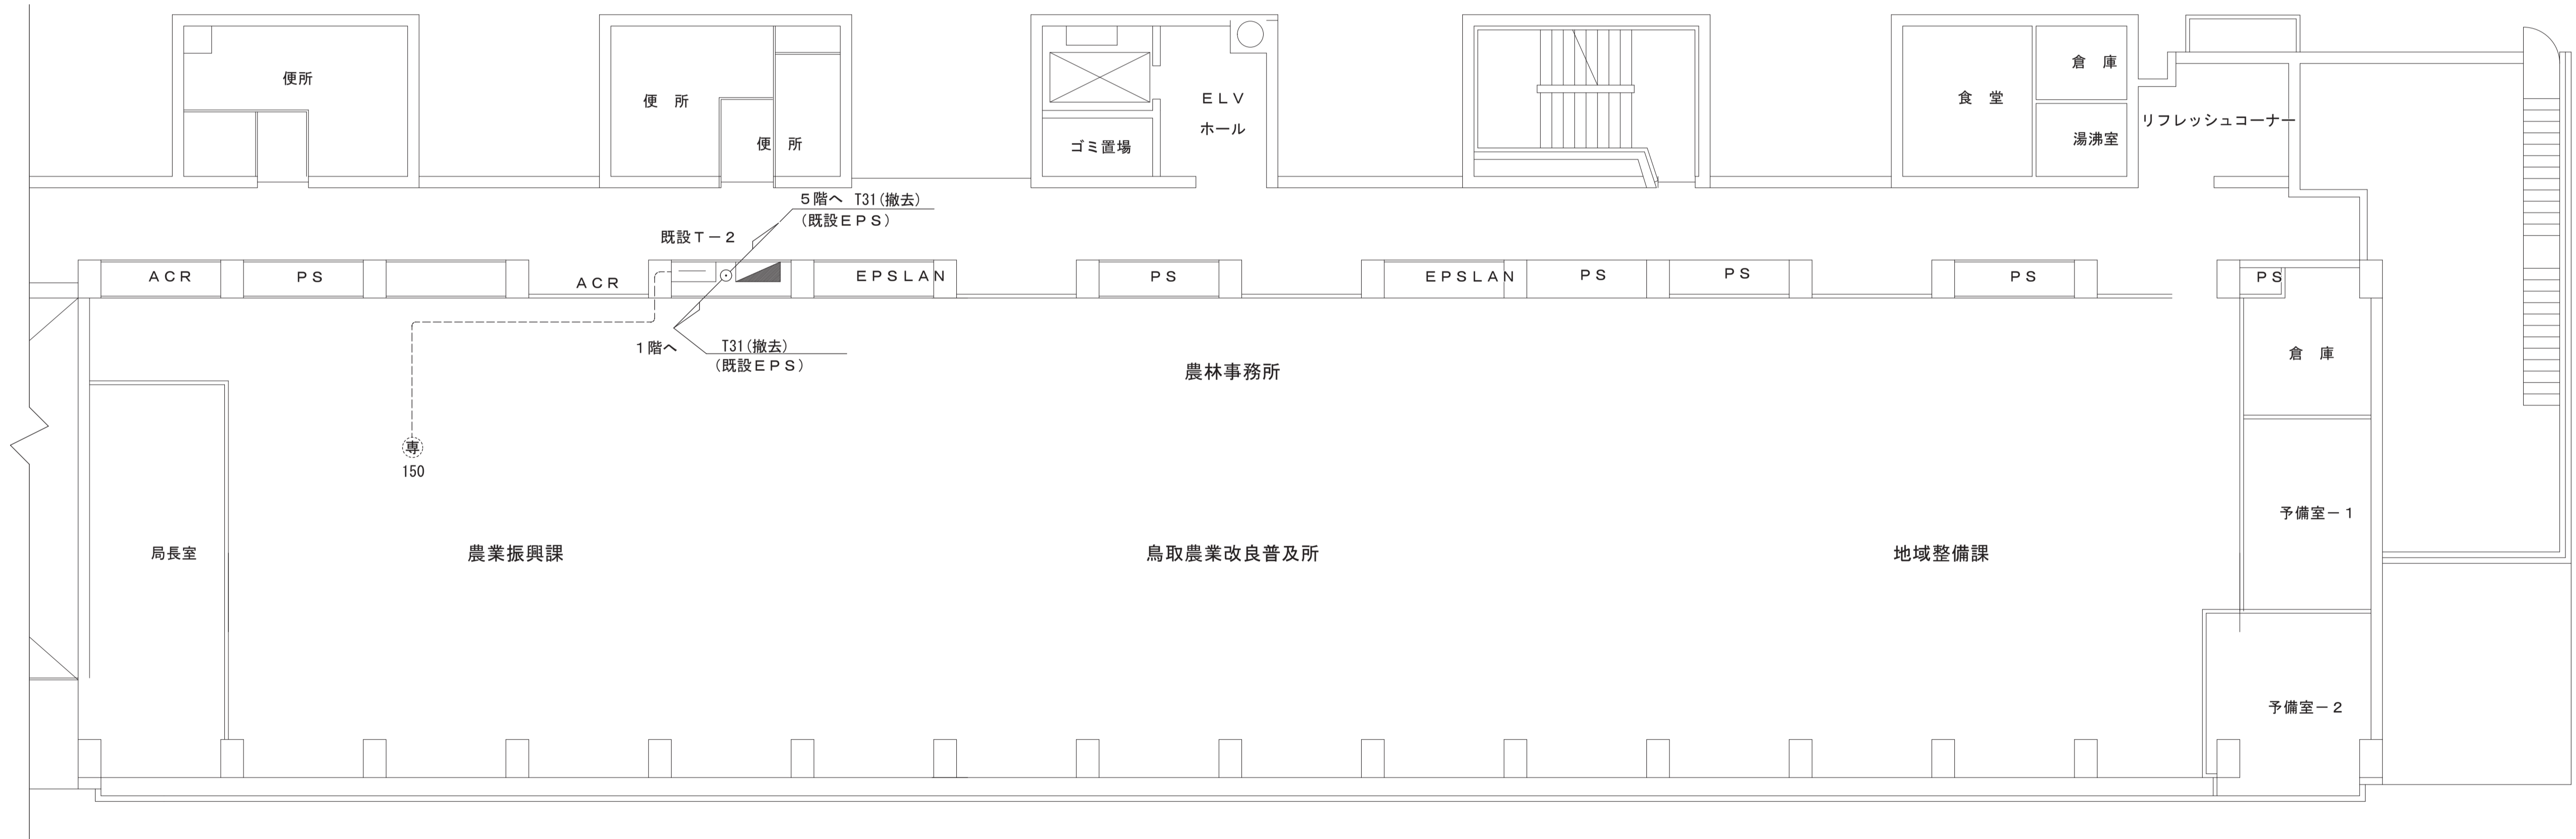 便所
便　所
便　所
ＥＬＶ
ホール
ゴミ置場
食　堂
倉　庫
湯沸室
リフレッシュコーナー
５階へ T31(撤去)
(既設ＥＰＳ)
既設Ｔ－２
ＡＣＲ
ＰＳ
ＡＣＲ
ＥＰＳＬＡＮ
ＰＳ
ＥＰＳＬＡＮ
ＰＳ
ＰＳ
ＰＳ
ＰＳ
１階へ T31(撤去)
(既設ＥＰＳ)
農林事務所
倉　庫
専
150
予備室－１
局長室
農業振興課
鳥取農業改良普及所
地域整備課
予備室－２